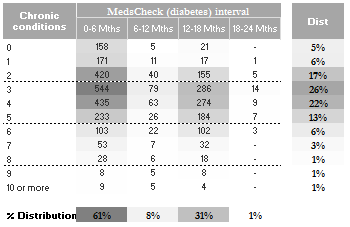 Chronic conditions MedsCheck (diabetes) interval Dist
0-6 Mths 6-12 Mths 12-18 Mths 18-24 Mths
0 158 5 21 - 5%
1 171 11 17 1 6%
2 420 40 155 5 17%
3 544 79 286 14 26%
4 435 63 274 9 22%
5 233 26 184 7 13%
6 103 22 102 3 6%
7 53 7 32 - 3%
8 28 6 18 - 1%
9 8 5 8 - 1%
10 or more 9 5 4 - 1%
% Distribution 61% 8% 31% 1%